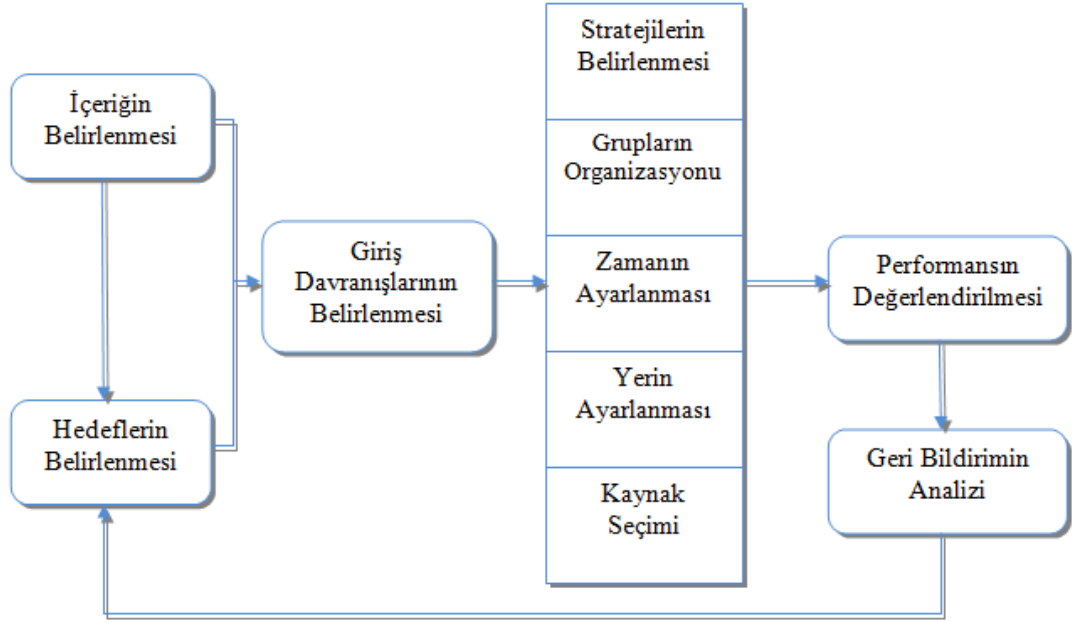 İçeriğin
Belirlenmesi
Hedeflerin
Belirlenmesi
Giriş
Davranışlarının
Belirlenmesi
Stratejilerin
Belirlenmesi
Grupların
Organizasyonu
Zamanın
Ayarlanması
Yerin
Ayarlanması
Kaynak
Seçimi
Performansın
Değerlendirilmesi
Geri Bildirimin
Analizi